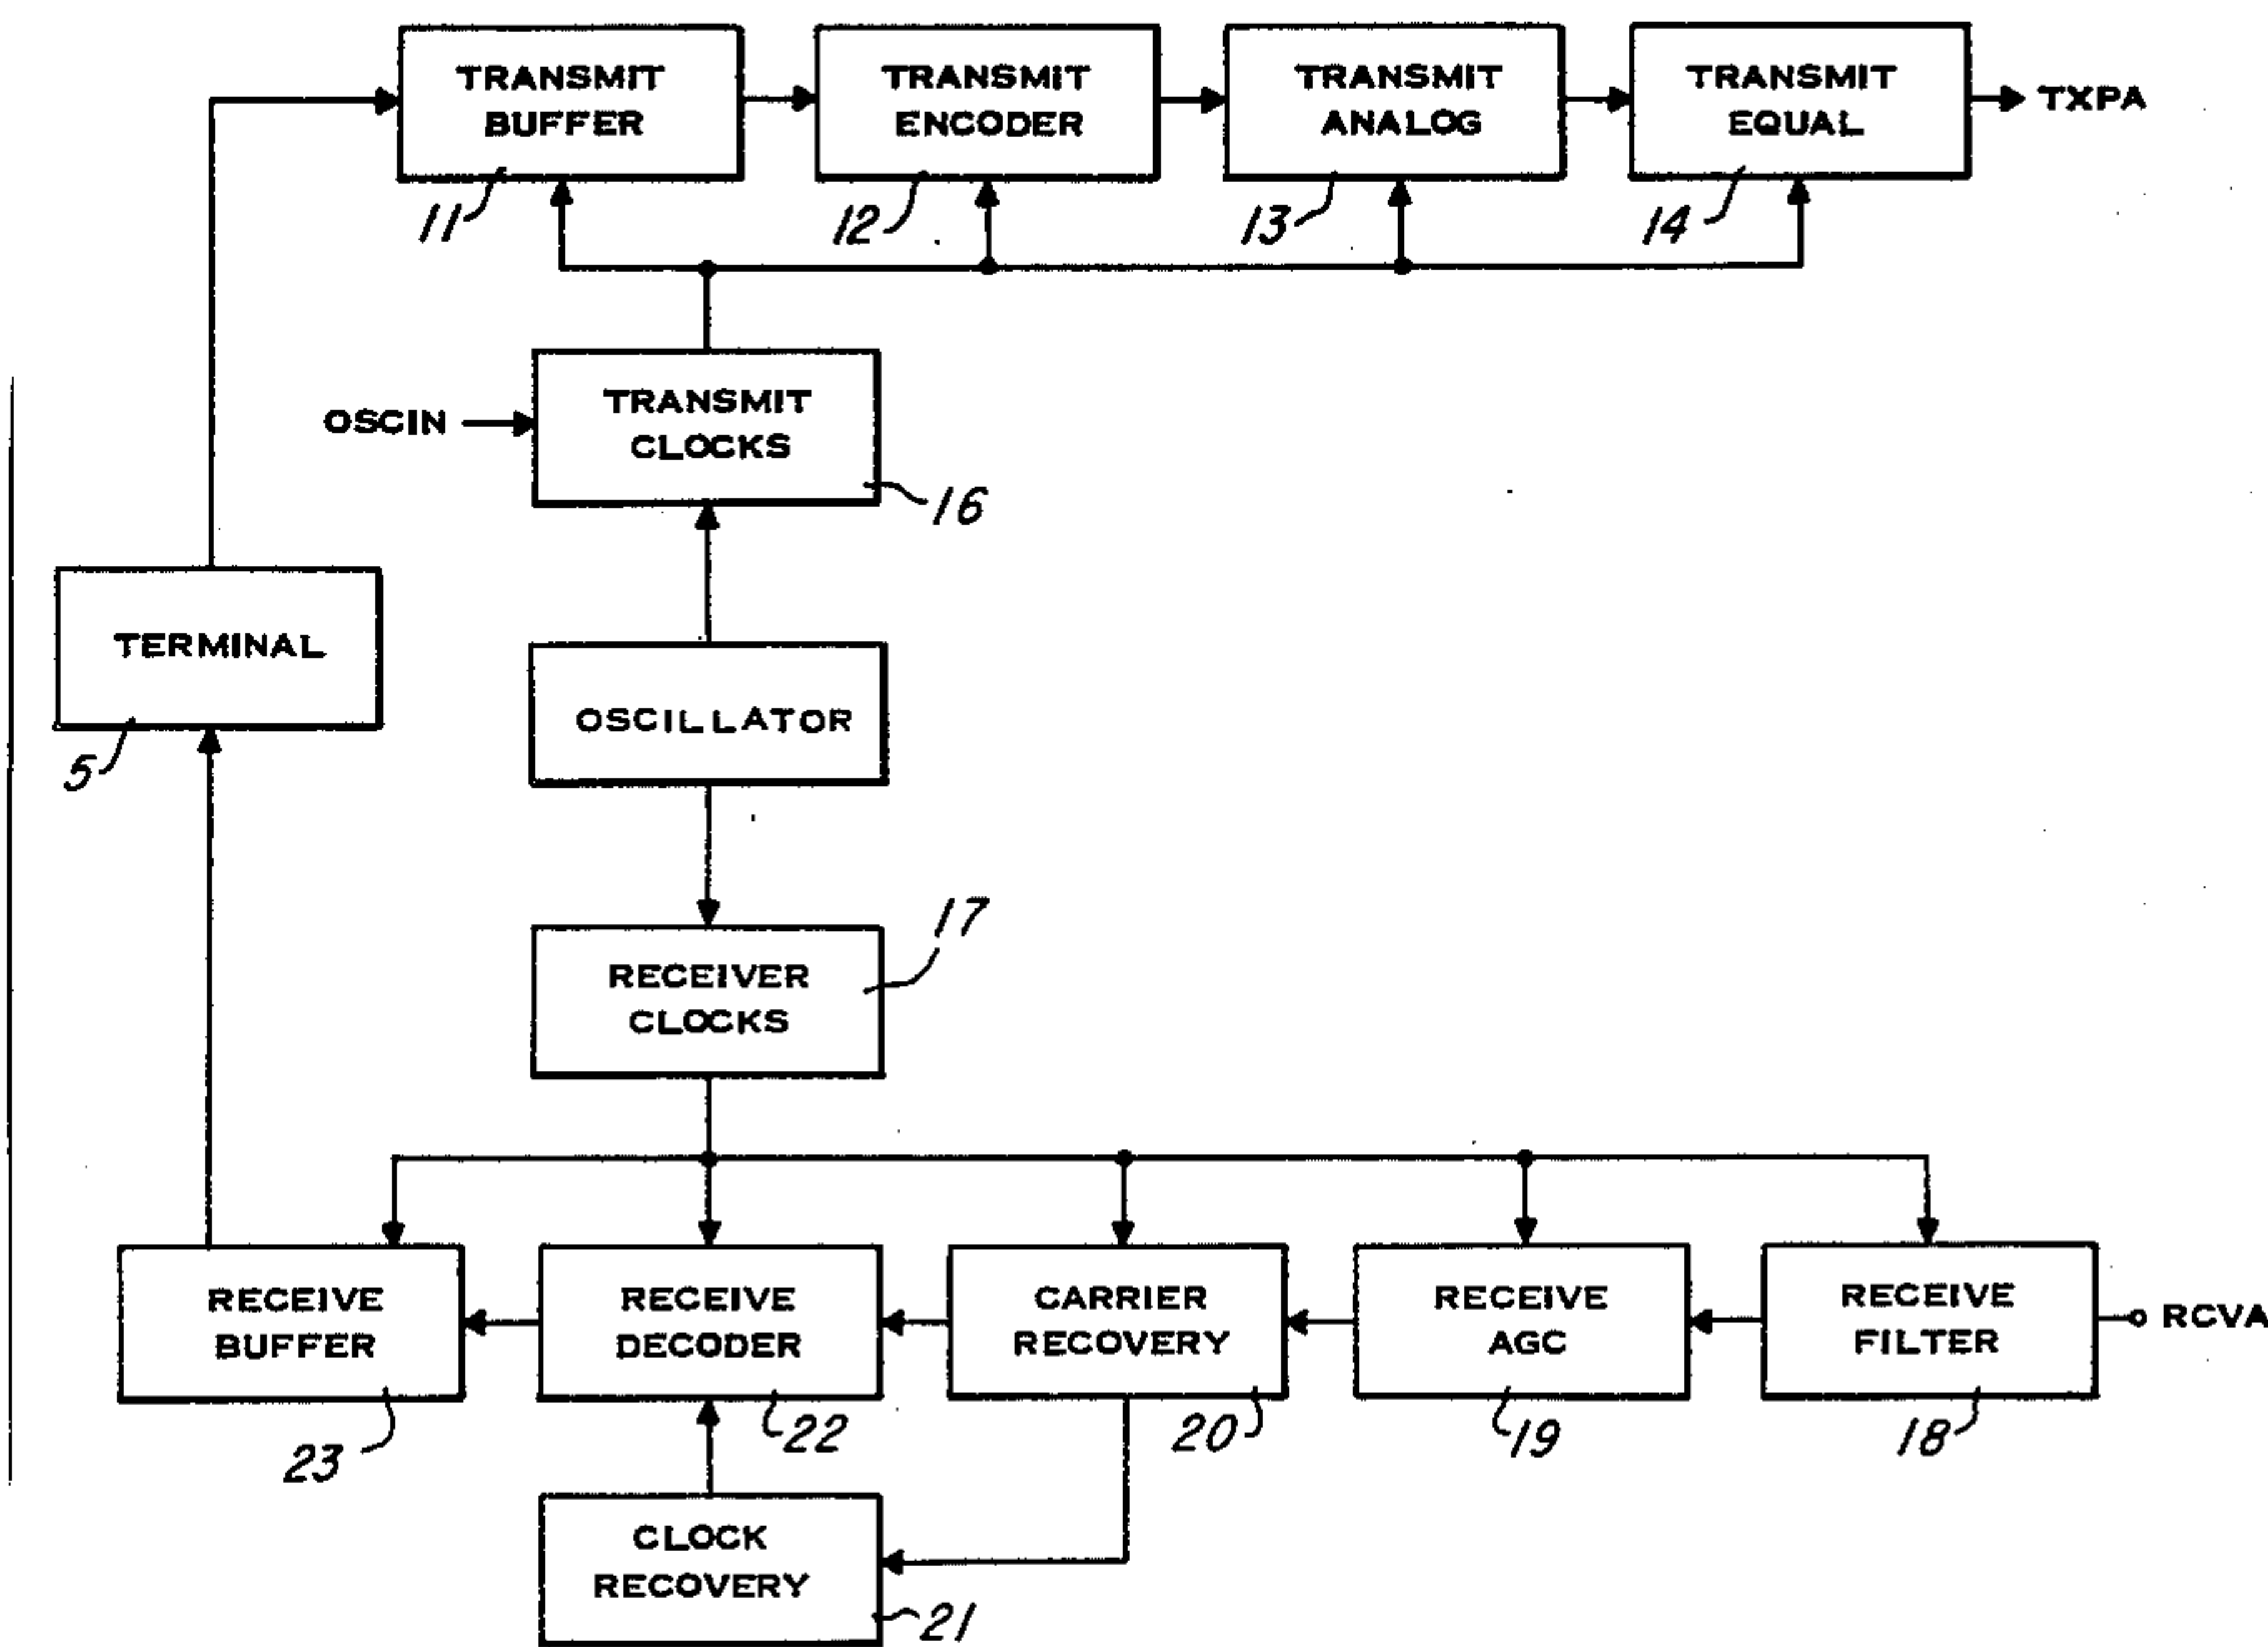 TRANSMIT
BUFFER
11
TRANSMIT
ENCODER
12
TRANSMIT
ANALOG
13
TRANSMIT
EQUAL
14
TXPA
OSCIN
TRANSMIT
CLOCKS
16
TERMINAL
5
OSCILLATOR
RECEIVER
CLOCKS
17
RECEIVE
BUFFER
23
RECEIVE
DECODER
22
CARRIER
RECOVERY
20
RECEIVE
AGC
19
RECEIVE
FILTER
18
RCVA
CLOCK
RECOVERY
21